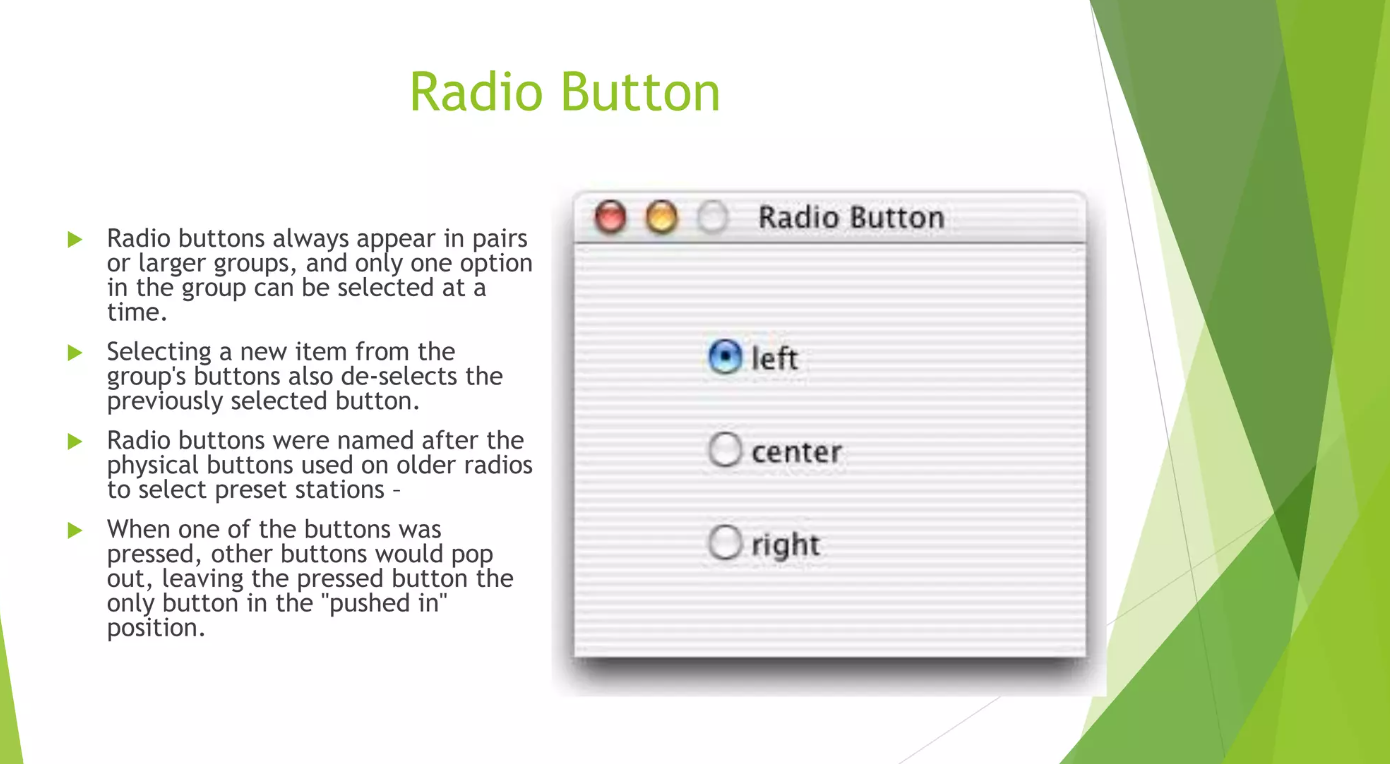 Radio Button
Radio buttons always appear in pairs
or larger groups, and only one option
in the group can be selected at a
time.
Selecting a new item from the
group's buttons also de-selects the
previously selected button.
Radio buttons were named after the
physical buttons used on older radios
to select preset stations –
When one of the buttons was
pressed, other buttons would pop
out, leaving the pressed button the
only button in the "pushed in"
position.
Radio Button
left
center
right